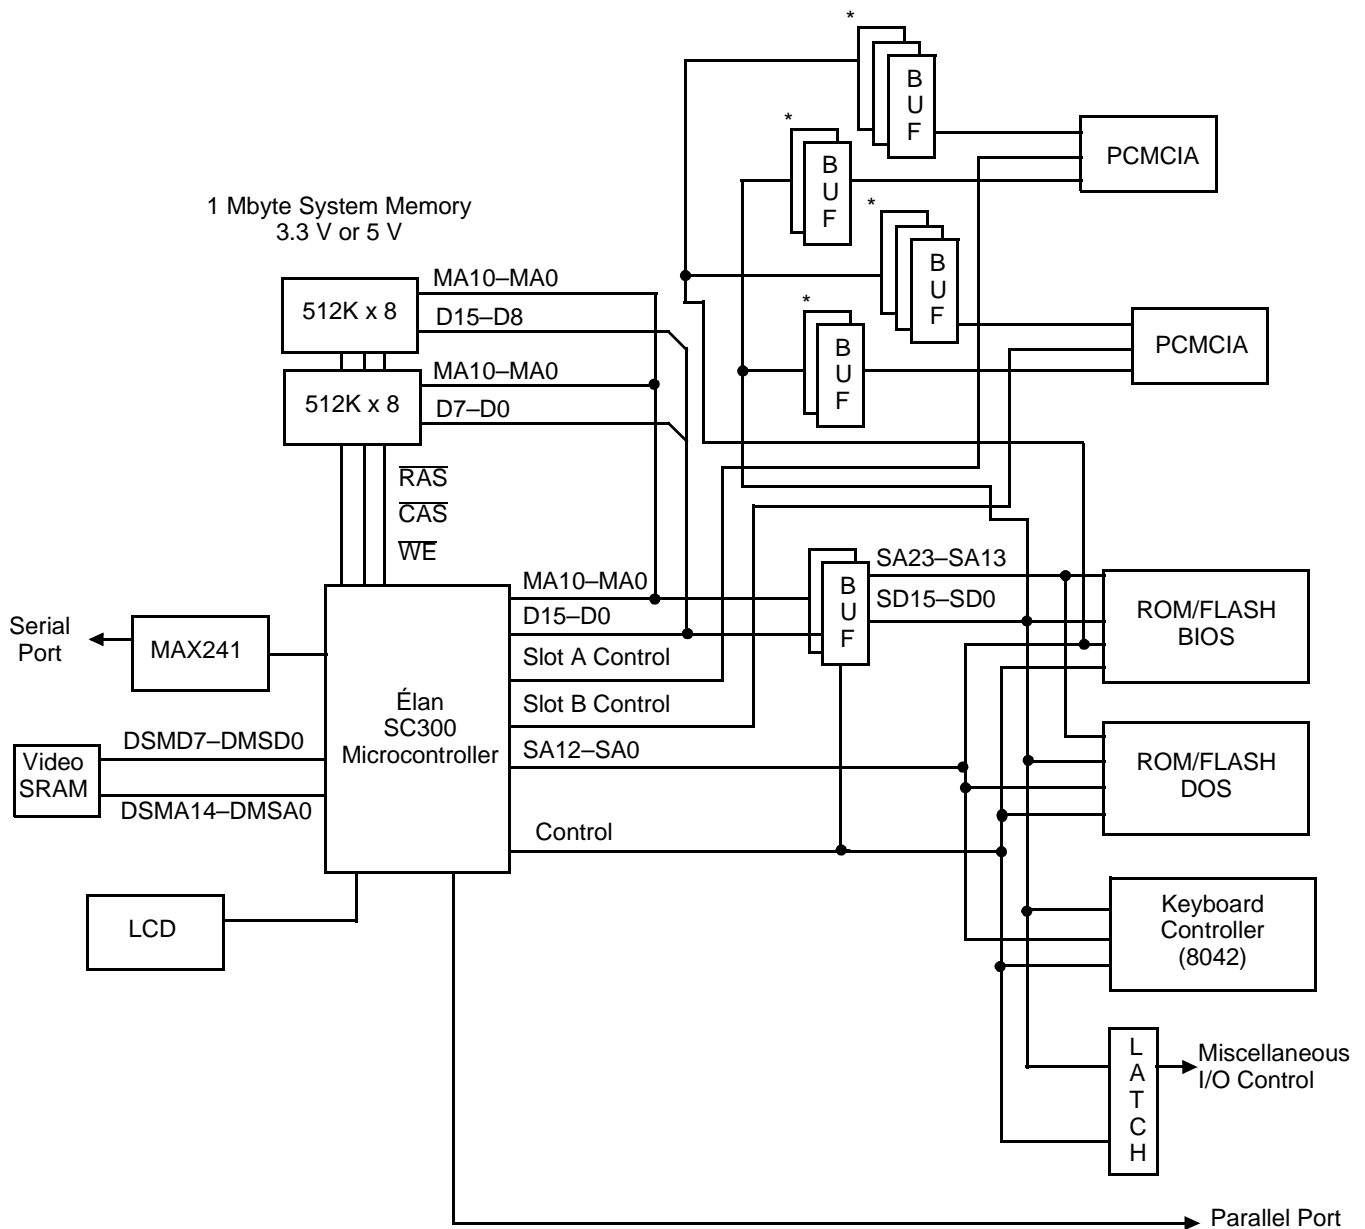 *
B
U
F
*
B
U
F
PCMCIA
1 Mbyte System Memory
3.3 V or 5 V
*
B
U
F
512K x 8
MA10–MA0
D15–D8
*
B
U
F
PCMCIA
512K x 8
MA10–MA0
D7–D0
RAS
CAS
WE
MA10–MA0
D15–D0
B
U
F
SA23–SA13
SD15–SD0
ROM/FLASH
BIOS
Serial
Port
MAX241
Slot A Control
Élan
SC300
Microcontroller
Slot B Control
SA12–SA0
Video
SRAM
DSMD7–DMSD0
DSMA14–DMSA0
ROM/FLASH
DOS
Control
LCD
Keyboard
Controller
(8042)
L
A
T
C
H
Miscellaneous
I/O Control
Parallel Port